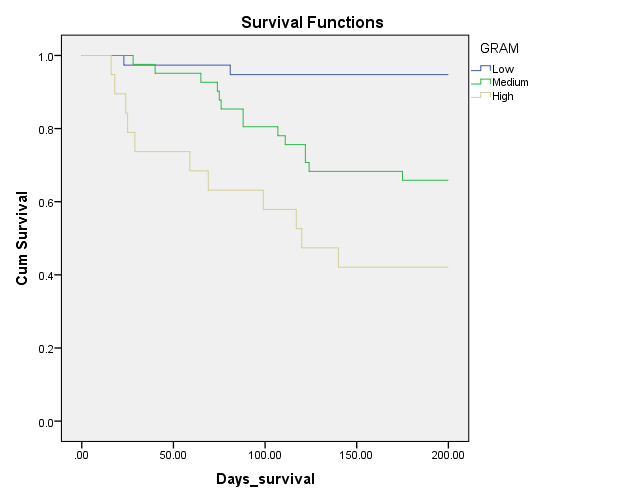 Survival Functions
GRAM
Low
Medium
High
1.0
0.8
0.6
0.4
0.2
0.0
Cum Survival
.00 50.00 100.00 150.00 200.00
Days_survival